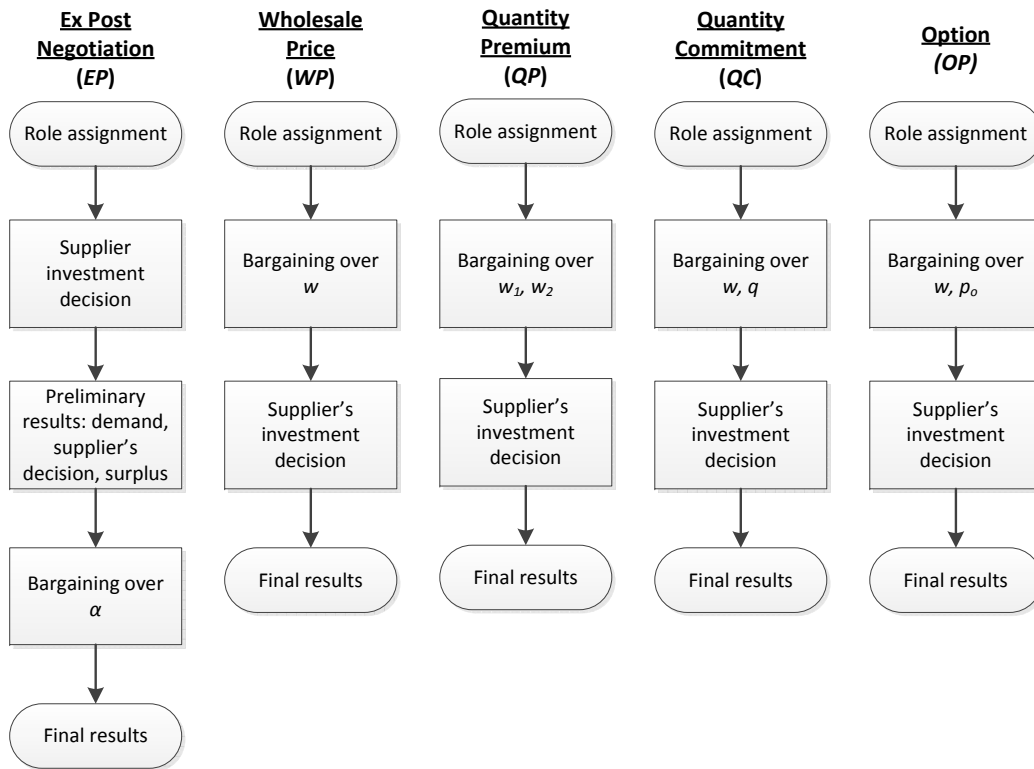 Ex Post
Negotiation
(EP)
Role assignment
Supplier
investment
decision
Preliminary
results: demand,
supplier's
decision, surplus
Bargaining over
α
Final results
Wholesale
Price
(WP)
Role assignment
Bargaining over
w
Supplier's
investment
decision
Final results
Quantity
Premium
(QP)
Role assignment
Bargaining over
w₁, w₂
Supplier's
investment
decision
Final results
Quantity
Commitment
(QC)
Role assignment
Bargaining over
w, q
Supplier's
investment
decision
Final results
Option
(OP)
Role assignment
Bargaining over
w, pₒ
Supplier's
investment
decision
Final results